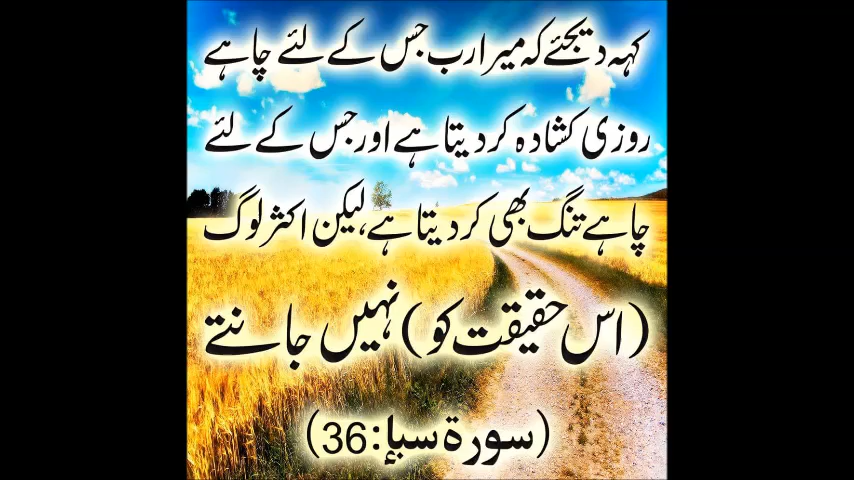 کہہ دیجئے کہ میرا رب جس کے لئے چاہے
روزی کشادہ کر دیتا ہے اور جس کے لئے
چاہے تنگ بھی کر دیتا ہے، لیکن اکثر لوگ
(اس حقیقت کو) نہیں جانتے
(سورة سبإ: 36)